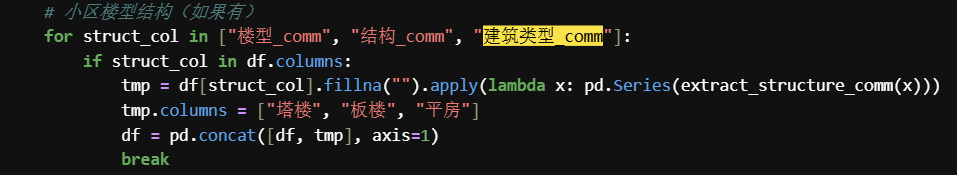 # 小区楼型结构（如果有）
for struct_col in ["楼型_comm", "结构_comm", "建筑类型_comm"]:
    if struct_col in df.columns:
        tmp = df[struct_col].fillna("").apply(lambda x: pd.Series(extract_structure_comm(x)))
        tmp.columns = ["塔楼", "板楼", "平房"]
        df = pd.concat([df, tmp], axis=1)
        break